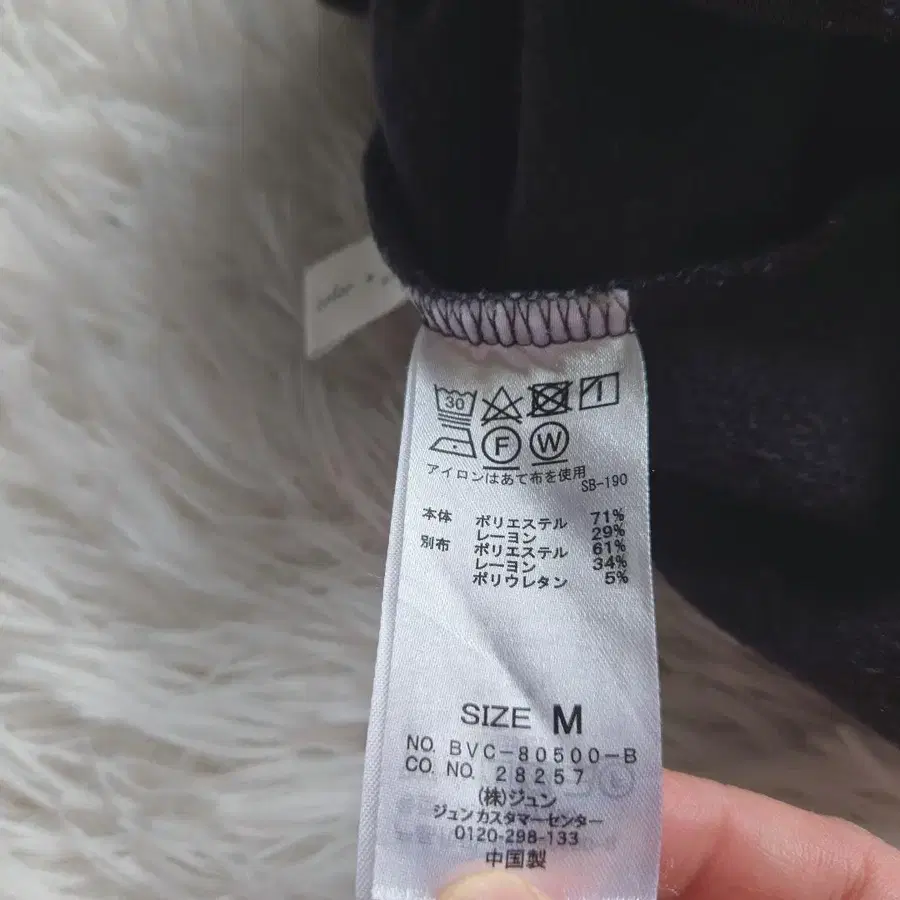 color
30
F W
アイロンはあて布を使用
SB-190
本体 ポリエステル 71%
レーヨン 29%
別布 ポリエステル 61%
レーヨン 34%
ポリウレタン 5%
SIZE M
NO. BVC-80500-B
CO. NO. 28257
(株)ジュン
ジュンカスタマーセンター
0120-298-133
中国製